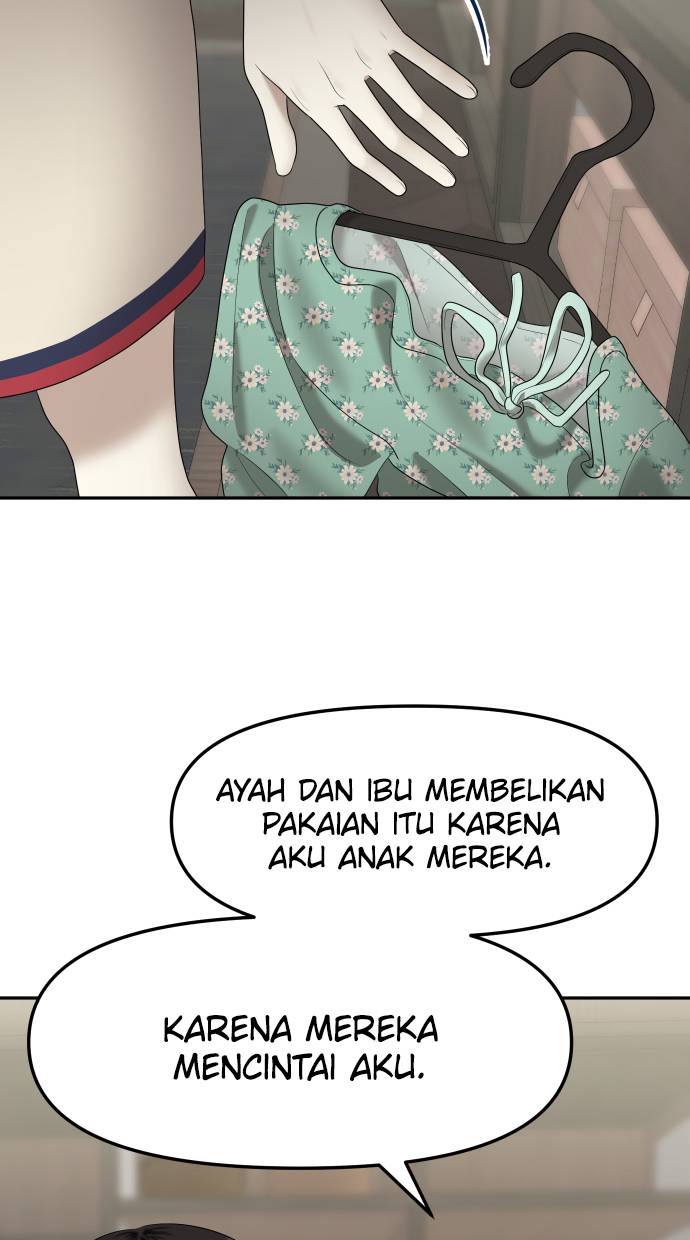 AYAH DAN IBU MEMBELIKAN
PAKAIAN ITU KARENA
AKU ANAK MEREKA.
KARENA MEREKA
MENCINTAI AKU.